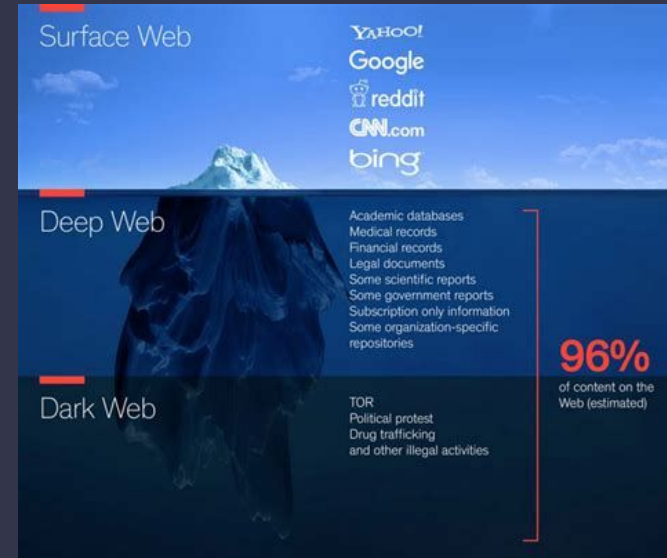 Surface Web
YAHOO!
Google
reddit
CNN.com
bing
Deep Web
Academic databases
Medical records
Financial records
Legal documents
Some scientific reports
Some government reports
Subscription only information
Some organization-specific
repositories
96%
of content on the
Web (estimated)
Dark Web
TOR
Political protest
Drug trafficking
and other illegal activities